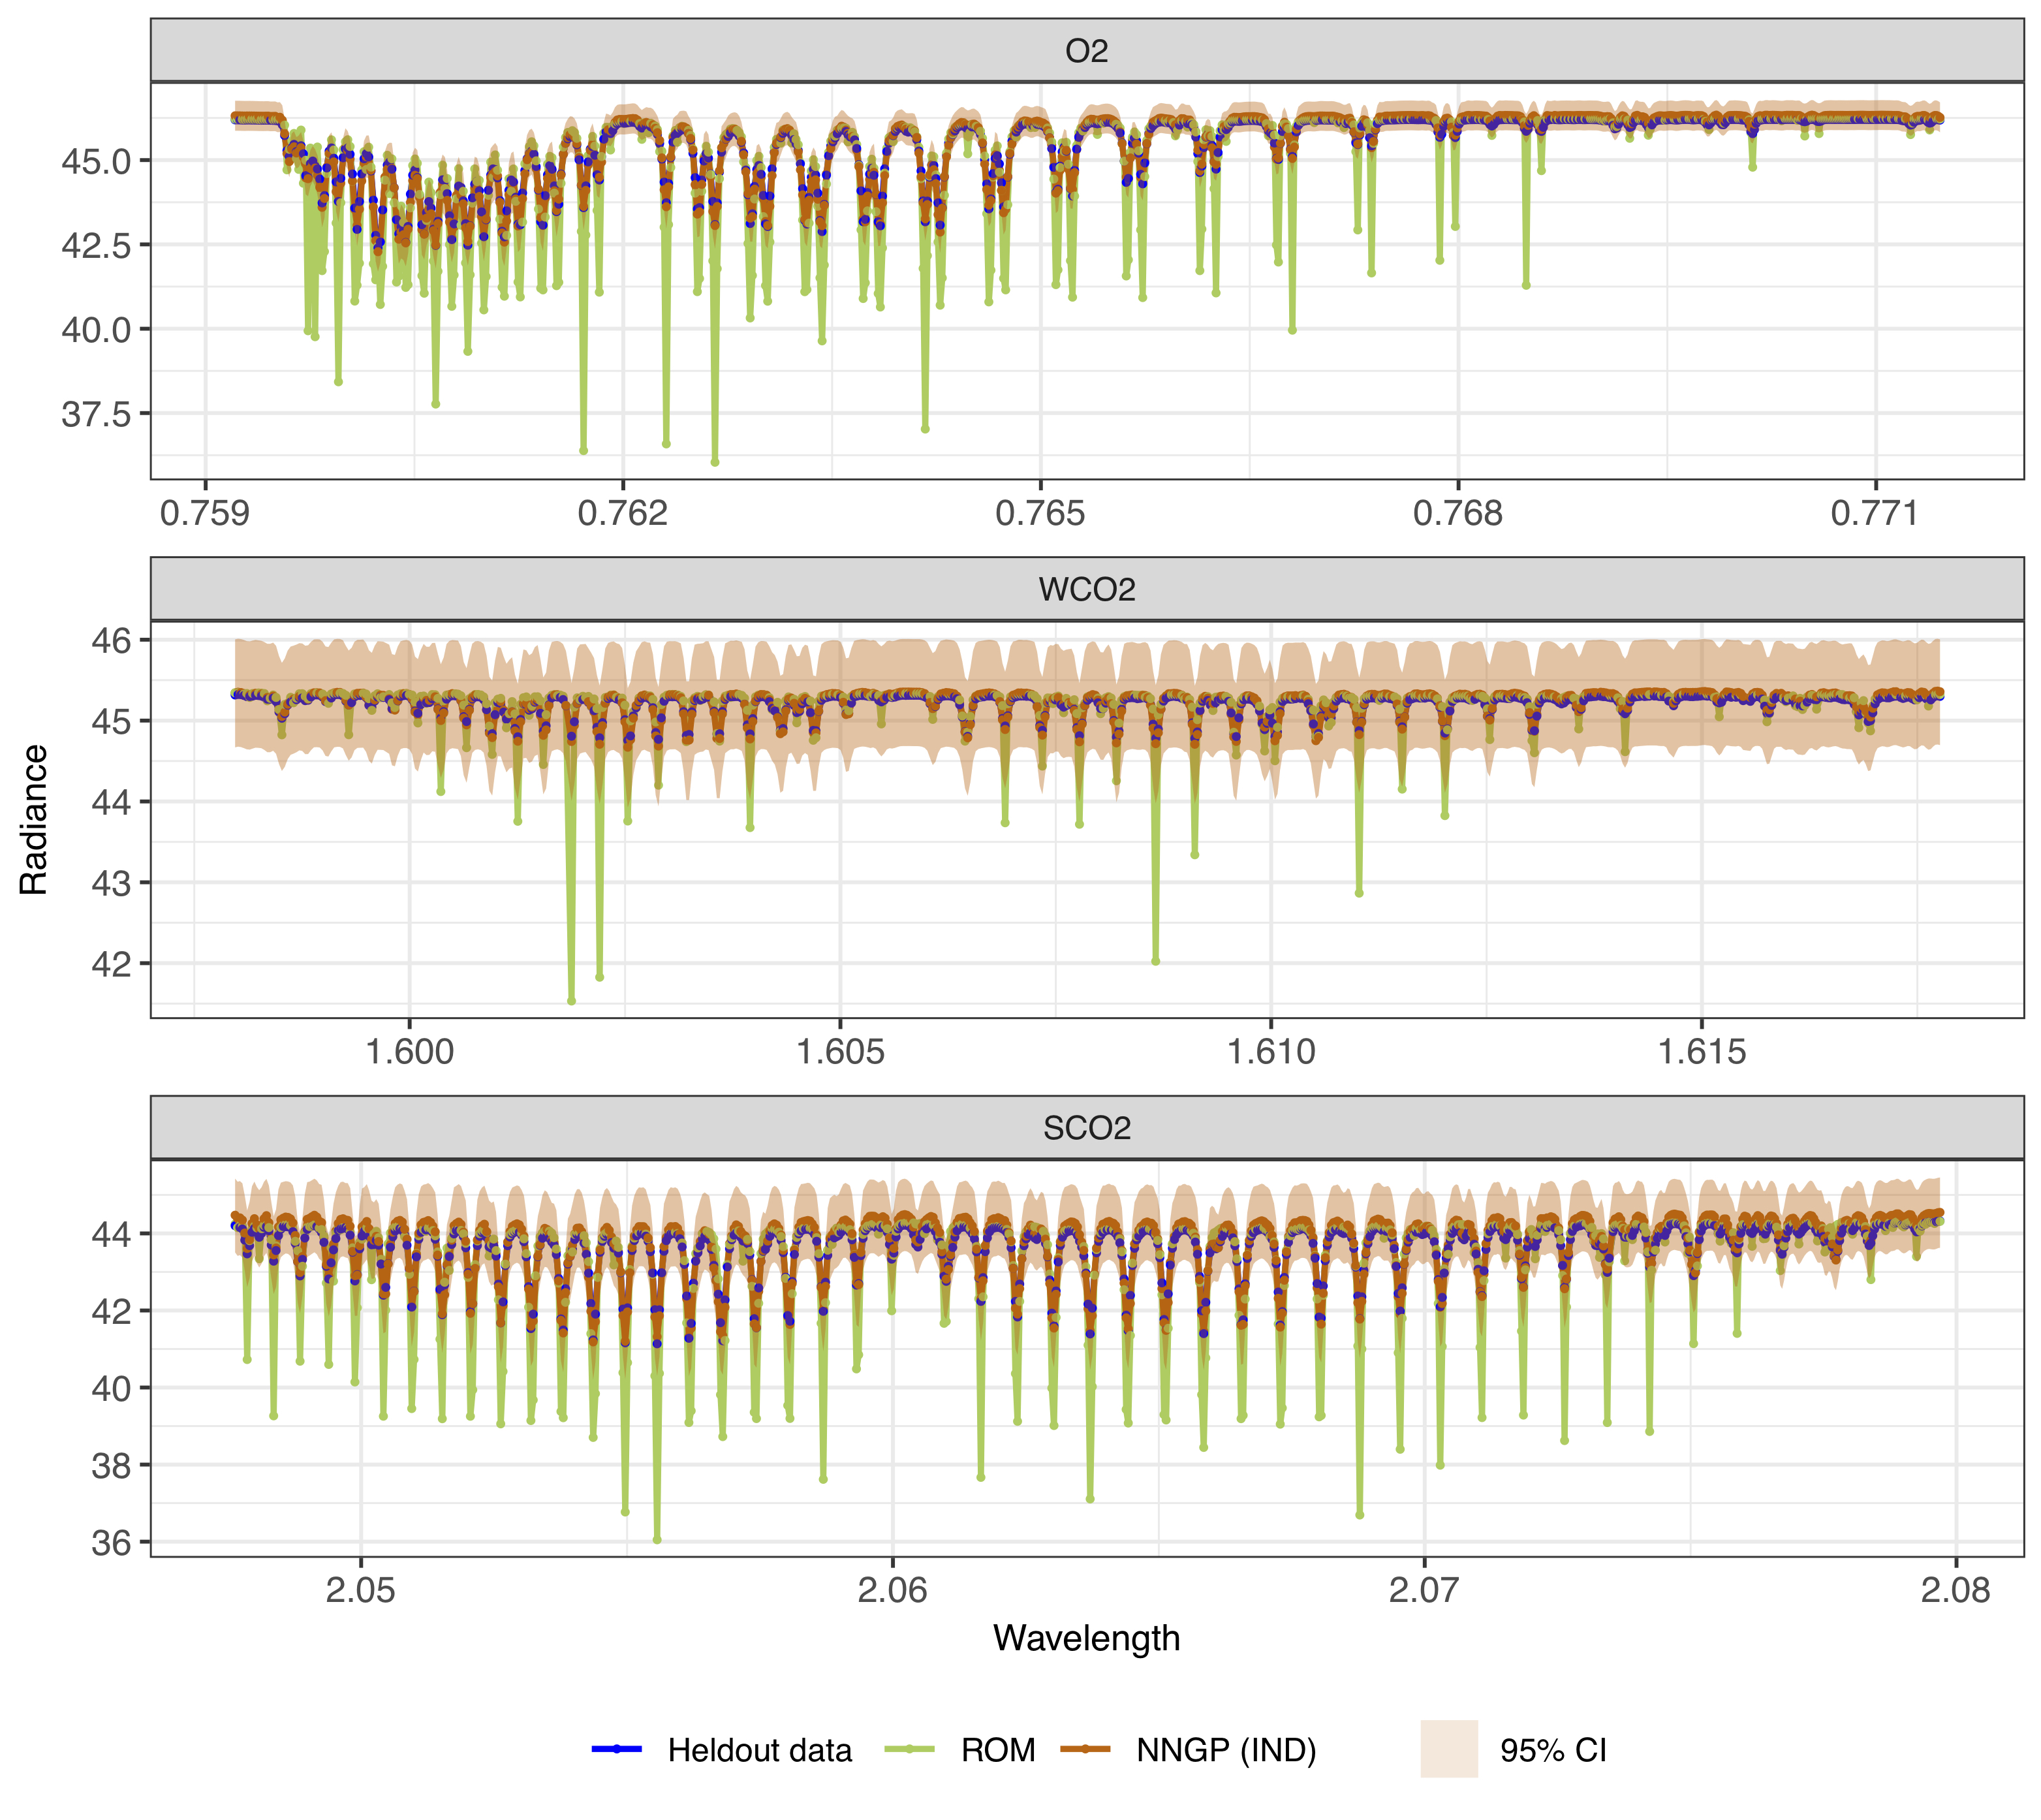 O2
45.0
42.5
40.0
37.5
0.759 0.762 0.765 0.768 0.771
WCO2
46
45
44
43
42
1.600 1.605 1.610 1.615
Radiance
SCO2
44
42
40
38
36
2.05 2.06 2.07 2.08
Wavelength
Heldout data ROM NNGP (IND) 95% CI